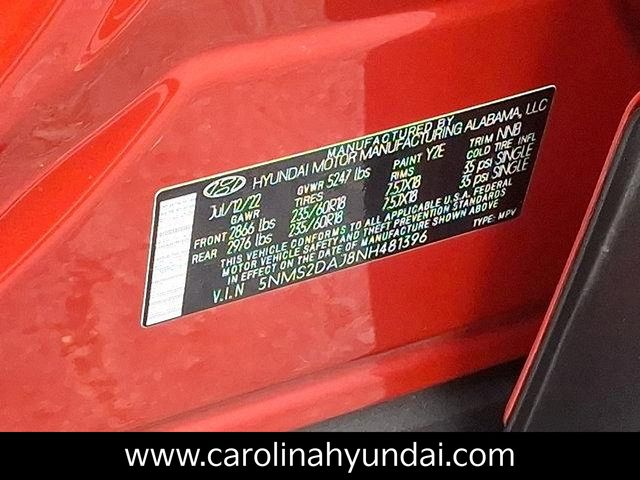 MANUFACTURED BY
HYUNDAI MOTOR MANUFACTURING ALABAMA, LLC
Jul/12/22 GVWR 5247 lbs PAINT Y2E TRIM NNB
GAWR TIRES RIMS COLD TIRE INFL
FRONT 2866 lbs 235/60R18 7.5JX18 35 psi SINGLE
REAR 2976 lbs 235/60R18 7.5JX18 35 psi SINGLE
THIS VEHICLE CONFORMS TO ALL APPLICABLE U.S.A. FEDERAL
MOTOR VEHICLE SAFETY AND THEFT PREVENTION STANDARDS
IN EFFECT ON THE DATE OF MANUFACTURE
V.I.N 5NMS2DAJ8NH481396 TYPE: MPV
www.carolinahyundai.com